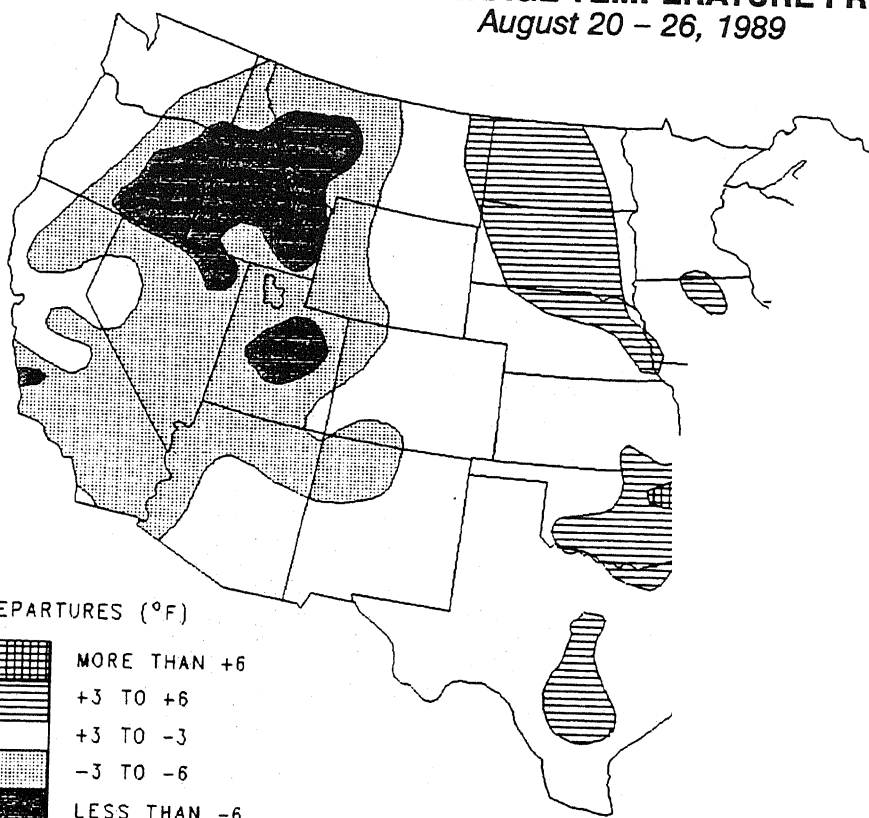 TEMPERATURE
August 20 – 26, 1989
(°F)
MORE THAN +6
+3 TO +6
+3 TO -3
-3 TO -6
LESS THAN -6